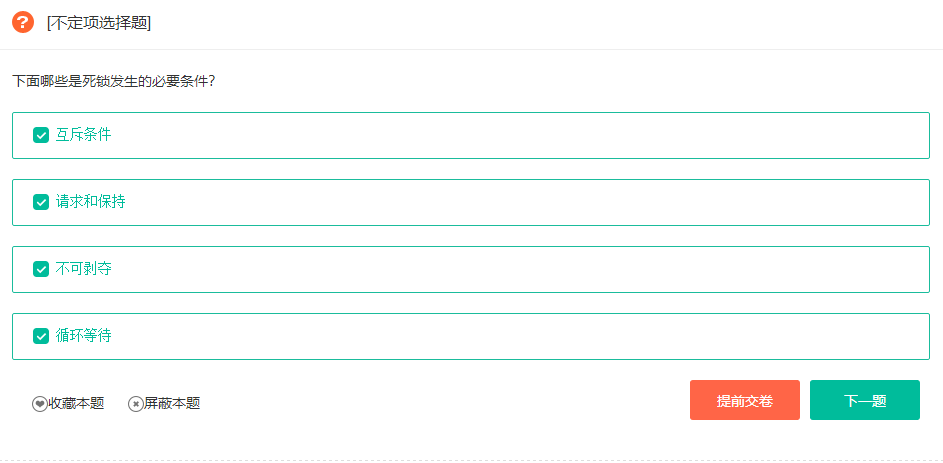 [不定项选择题]
下面哪些是死锁发生的必要条件?
互斥条件
请求和保持
不可剥夺
循环等待
收藏本题 屏蔽本题 提前交卷 下一题